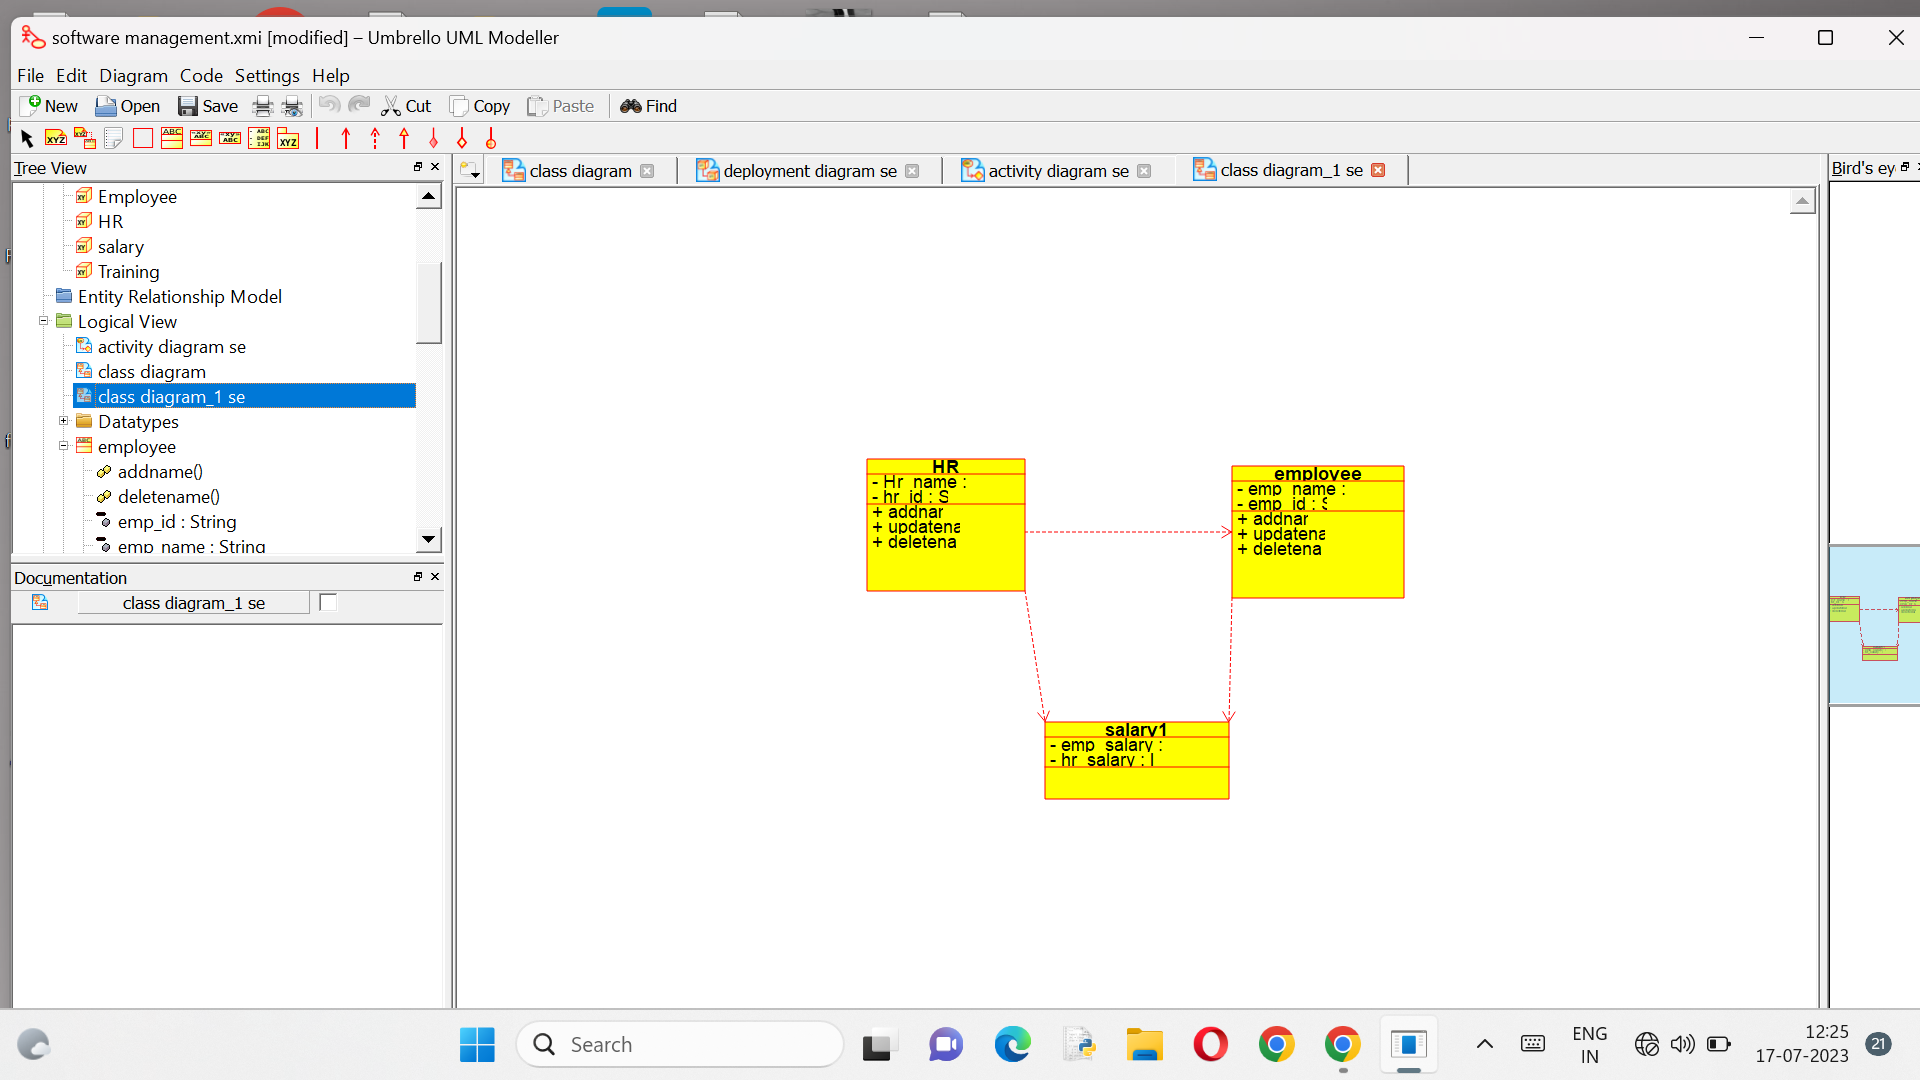 software management.xmi [modified] – Umbrello UML Modeller
File Edit Diagram Code Settings Help
New Open Save Cut Copy Paste Find
Tree View
class diagram
deployment diagram se
activity diagram se
class diagram_1 se
Bird's ey
Employee
HR
salary
Training
Entity Relationship Model
Logical View
activity diagram se
class diagram
class diagram_1 se
Datatypes
employee
addname()
deletename()
emp_id : String
emp_name : String
Documentation
class diagram_1 se
HR
- Hr_name :
- hr_id : S
+ addnar
+ updatena
+ deletena
employee
- emp_name :
- emp_id : S
+ addnar
+ updatena
+ deletena
salary1
- emp_salary :
- hr_salary : I
Search
ENG
IN
12:25
17-07-2023
21